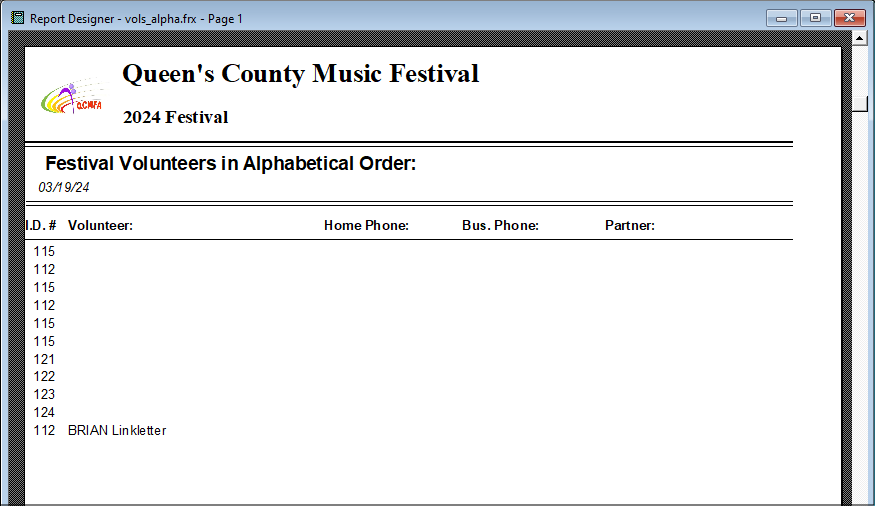 Report Designer - vols_alpha.frx - Page 1
Queen's County Music Festival
QCMFA
2024 Festival
Festival Volunteers in Alphabetical Order:
03/19/24
I.D. # Volunteer: Home Phone: Bus. Phone: Partner:
115
112
115
112
115
115
121
122
123
124
112 BRIAN Linkletter